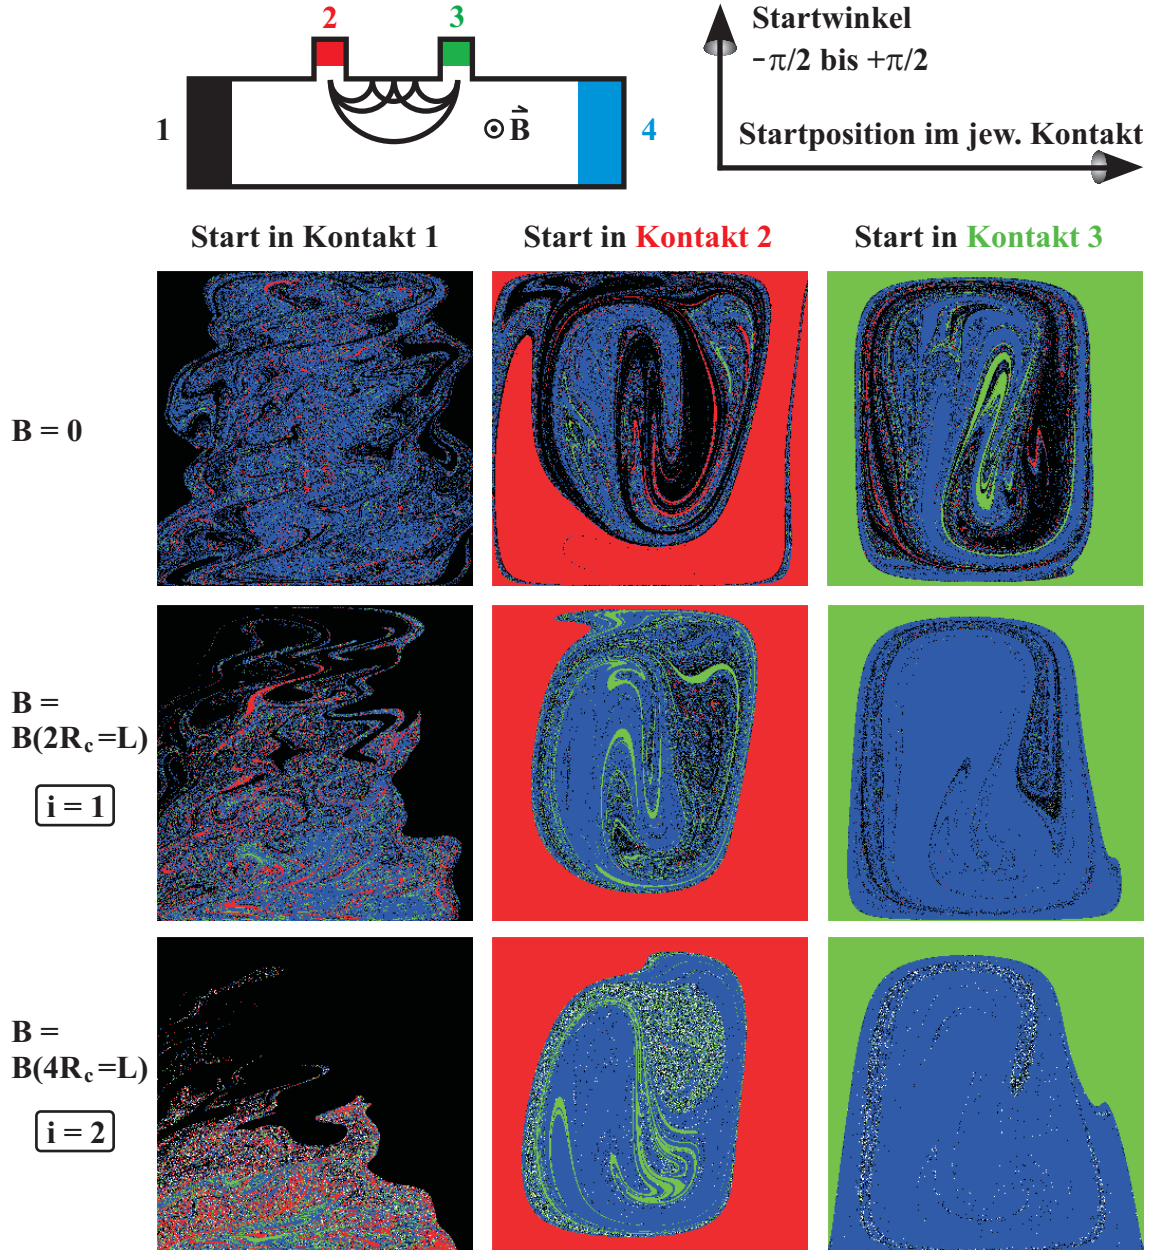 2
3
1
B
4
Startwinkel
-π/2 bis +π/2
Startposition im jew. Kontakt
Start in Kontakt 1
Start in Kontakt 2
Start in Kontakt 3
B = 0
B =
B(2Rc=L)
i = 1
B =
B(4Rc=L)
i = 2